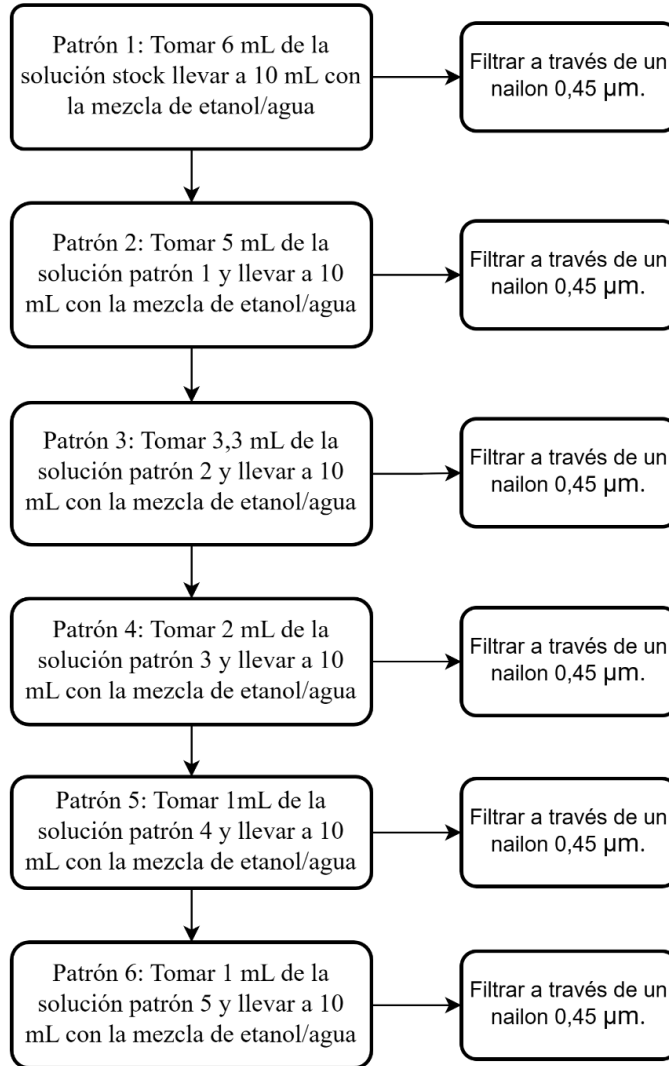 Patrón 1: Tomar 6 mL de la
solución stock llevar a 10 mL con
la mezcla de etanol/agua
Filtrar a través de un
nailon 0,45 µm.
Patrón 2: Tomar 5 mL de la
solución patrón 1 y llevar a 10
mL con la mezcla de etanol/agua
Filtrar a través de un
nailon 0,45 µm.
Patrón 3: Tomar 3,3 mL de la
solución patrón 2 y llevar a 10
mL con la mezcla de etanol/agua
Filtrar a través de un
nailon 0,45 µm.
Patrón 4: Tomar 2 mL de la
solución patrón 3 y llevar a 10
mL con la mezcla de etanol/agua
Filtrar a través de un
nailon 0,45 µm.
Patrón 5: Tomar 1mL de la
solución patrón 4 y llevar a 10
mL con la mezcla de etanol/agua
Filtrar a través de un
nailon 0,45 µm.
Patrón 6: Tomar 1 mL de la
solución patrón 5 y llevar a 10
mL con la mezcla de etanol/agua
Filtrar a través de un
nailon 0,45 µm.